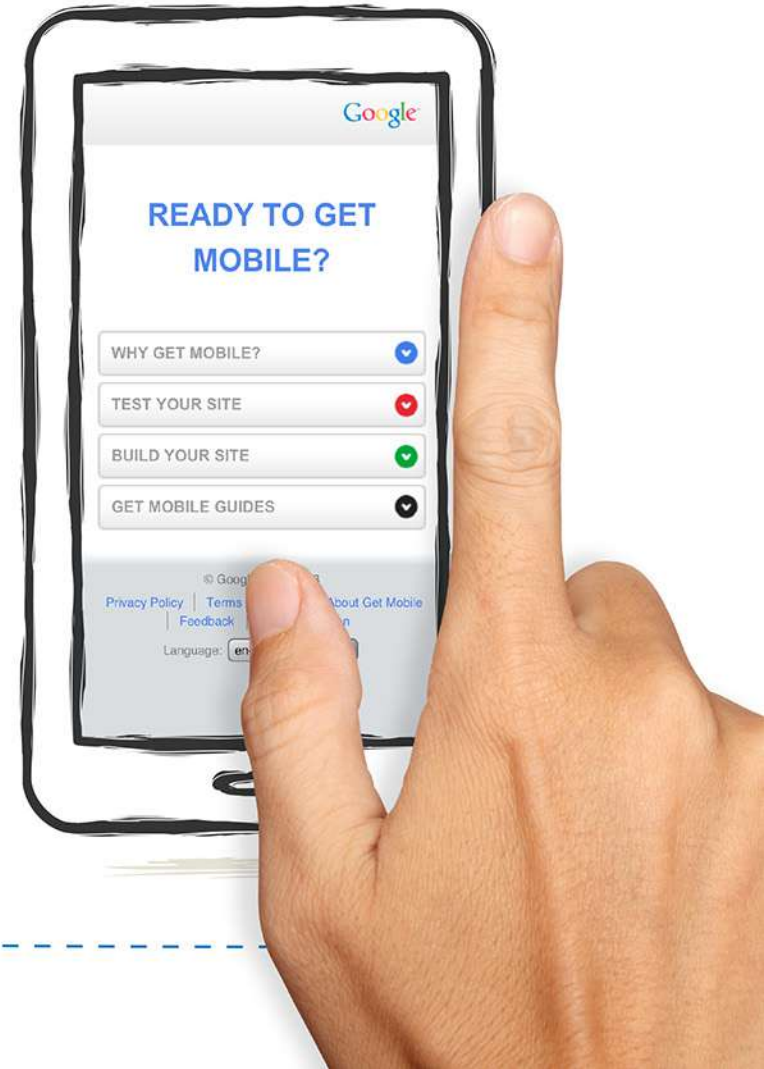 Google
READY TO GET
MOBILE?
WHY GET MOBILE?
TEST YOUR SITE
BUILD YOUR SITE
GET MOBILE GUIDES
©
Privacy Policy | Terms About Get Mobile
| Feedback
Language: